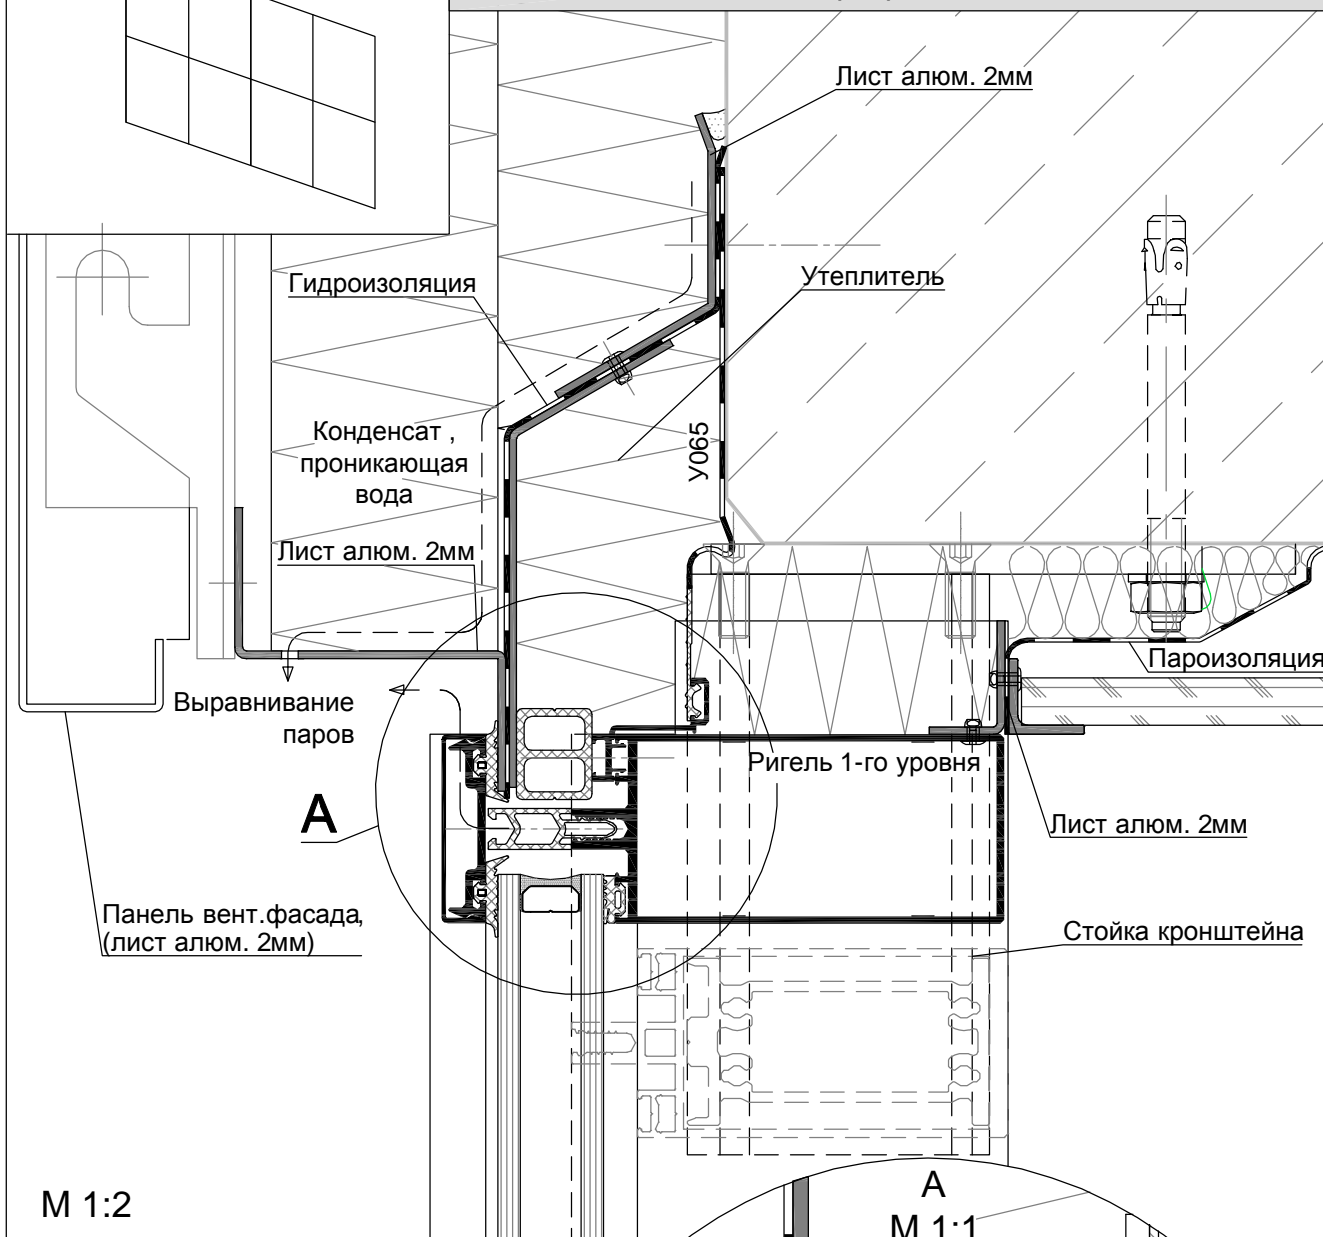 Лист алюм. 2мм
Гидроизоляция
Утеплитель
Конденсат ,
проникающая
вода
У065
Лист алюм. 2мм
Пароизоляция
Выравнивание
паров
Ригель 1-го уровня
А
Лист алюм. 2мм
Панель вент.фасада,
(лист алюм. 2мм)
Стойка кронштейна
М 1:2
А
М 1:1